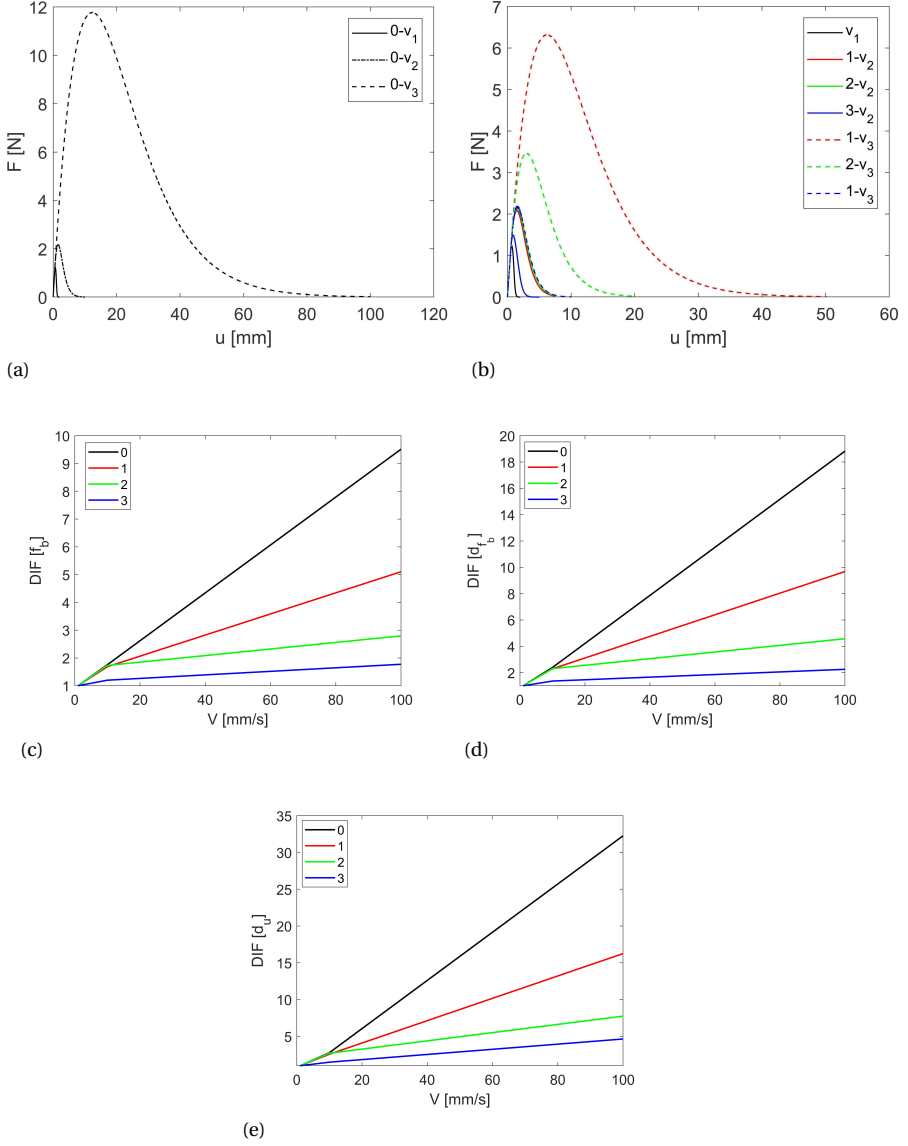 12
10
8
6
4
2
0
F [N]
0 20 40 60 80 100 120
u [mm]
0-v1
0-v2
0-v3
(a)
7
6
5
4
3
2
1
0
F [N]
0 10 20 30 40 50 60
u [mm]
v1
1-v2
2-v2
3-v2
1-v3
2-v3
1-v3
(b)
10
9
8
7
6
5
4
3
2
1
DIF [fb]
0 20 40 60 80 100
V [mm/s]
0
1
2
3
(c)
20
18
16
14
12
10
8
6
4
2
DIF [dfb]
0 20 40 60 80 100
V [mm/s]
0
1
2
3
(d)
35
30
25
20
15
10
5
DIF [du]
0 20 40 60 80 100
V [mm/s]
0
1
2
3
(e)